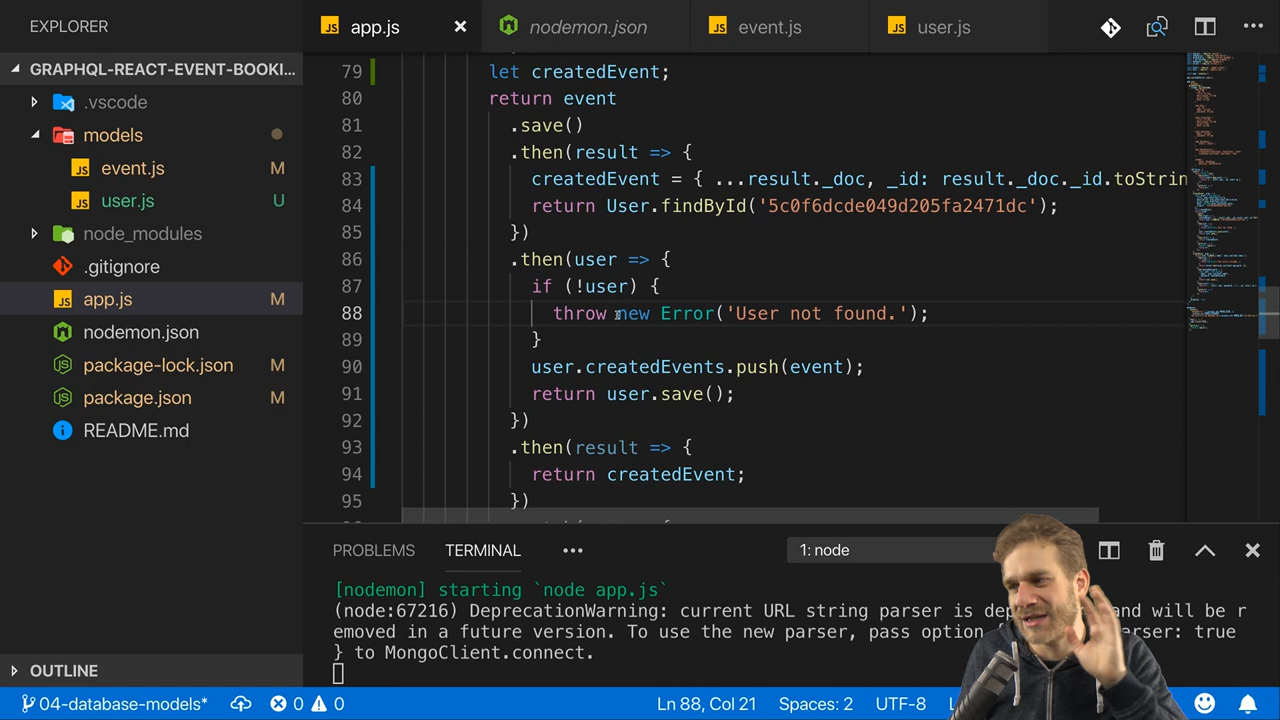 EXPLORER
app.js
nodemon.json
event.js
user.js
GRAPHQL-REACT-EVENT-BOOKI...
.vscode
models
event.js M
user.js U
node_modules
.gitignore
app.js M
nodemon.json
package-lock.json M
package.json M
README.md
OUTLINE
79 let createdEvent;
80 return event
81 .save()
82 .then(result => {
83 createdEvent = { ...result._doc, _id: result._doc._id.toStrin
84 return User.findById('5c0f6dcde049d205fa2471dc');
85 })
86 .then(user => {
87 if (!user) {
88 throw new Error('User not found.');
89 }
90 user.createdEvents.push(event);
91 return user.save();
92 })
93 .then(result => {
94 return createdEvent;
95 })
PROBLEMS TERMINAL ••• 1: node
[nodemon] starting `node app.js`
(node:67216) DeprecationWarning: current URL string parser is and will be r
emoved in a future version. To use the new parser, pass option arser: true
} to MongoClient.connect.
04-database-models* 0 0 Ln 88, Col 21 Spaces: 2 UTF-8